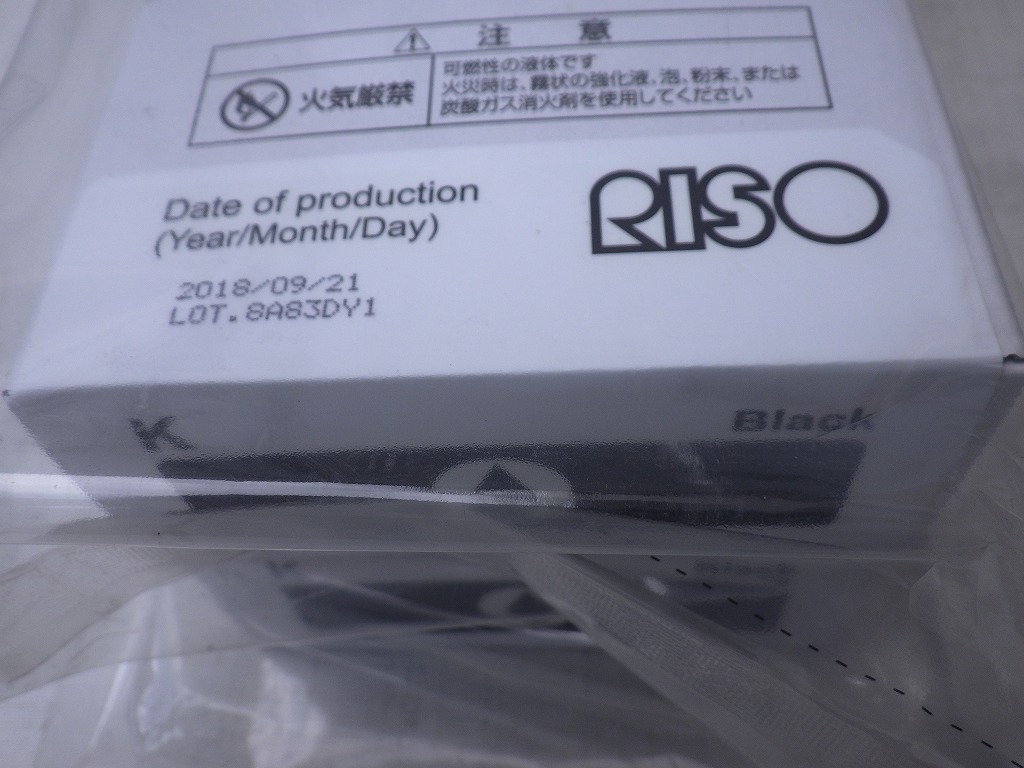 注 意
火気厳禁
可燃性の液体です
火災時は、霧状の強化液、泡、粉末、または
炭酸ガス消火剤を使用してください
Date of production
(Year/Month/Day)
RISO
2018/09/21
LOT.8A83DY1
K
Black
K
Black